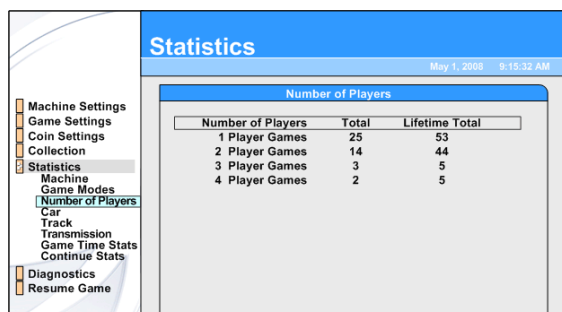 Statistics
May 1, 2008 9:15:32 AM
Machine Settings
Game Settings
Coin Settings
Collection
Statistics
Machine
Game Modes
Number of Players
Car
Track
Transmission
Game Time Stats
Continue Stats
Diagnostics
Resume Game
Number of Players
Number of Players Total Lifetime Total
1 Player Games 25 53
2 Player Games 14 44
3 Player Games 3 5
4 Player Games 2 5